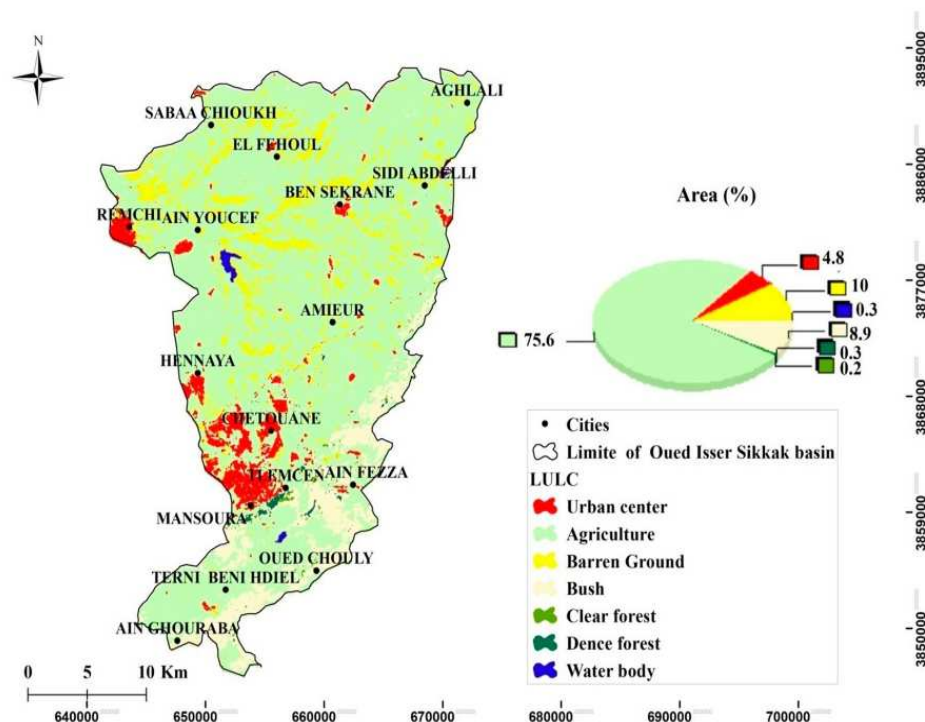 N
3895000
AGHLALI
SABAA CHIOUKH
EL FEHOUL
SIDI ABDELLI
3886000
BEN SEKRANE
Area (%)
REMCHI
AIN YOUCEF
4.8
10
3877000
0.3
AMIEUR
75.6
8.9
0.3
0.2
HENNAYA
3868000
CHETOUANE
Cities
Limite of Oued Isser Sikkak basin
LULC
TLEMCEN
AIN FEZZA
Urban center
3859000
MANSOURA
Agriculture
OUED CHOULY
Barren Ground
TERNI BENI HDIEL
Bush
Clear forest
AIN GHOURABA
Dence forest
3850000
0 5 10 Km
Water body
640000 650000 660000 670000 680000 690000 700000